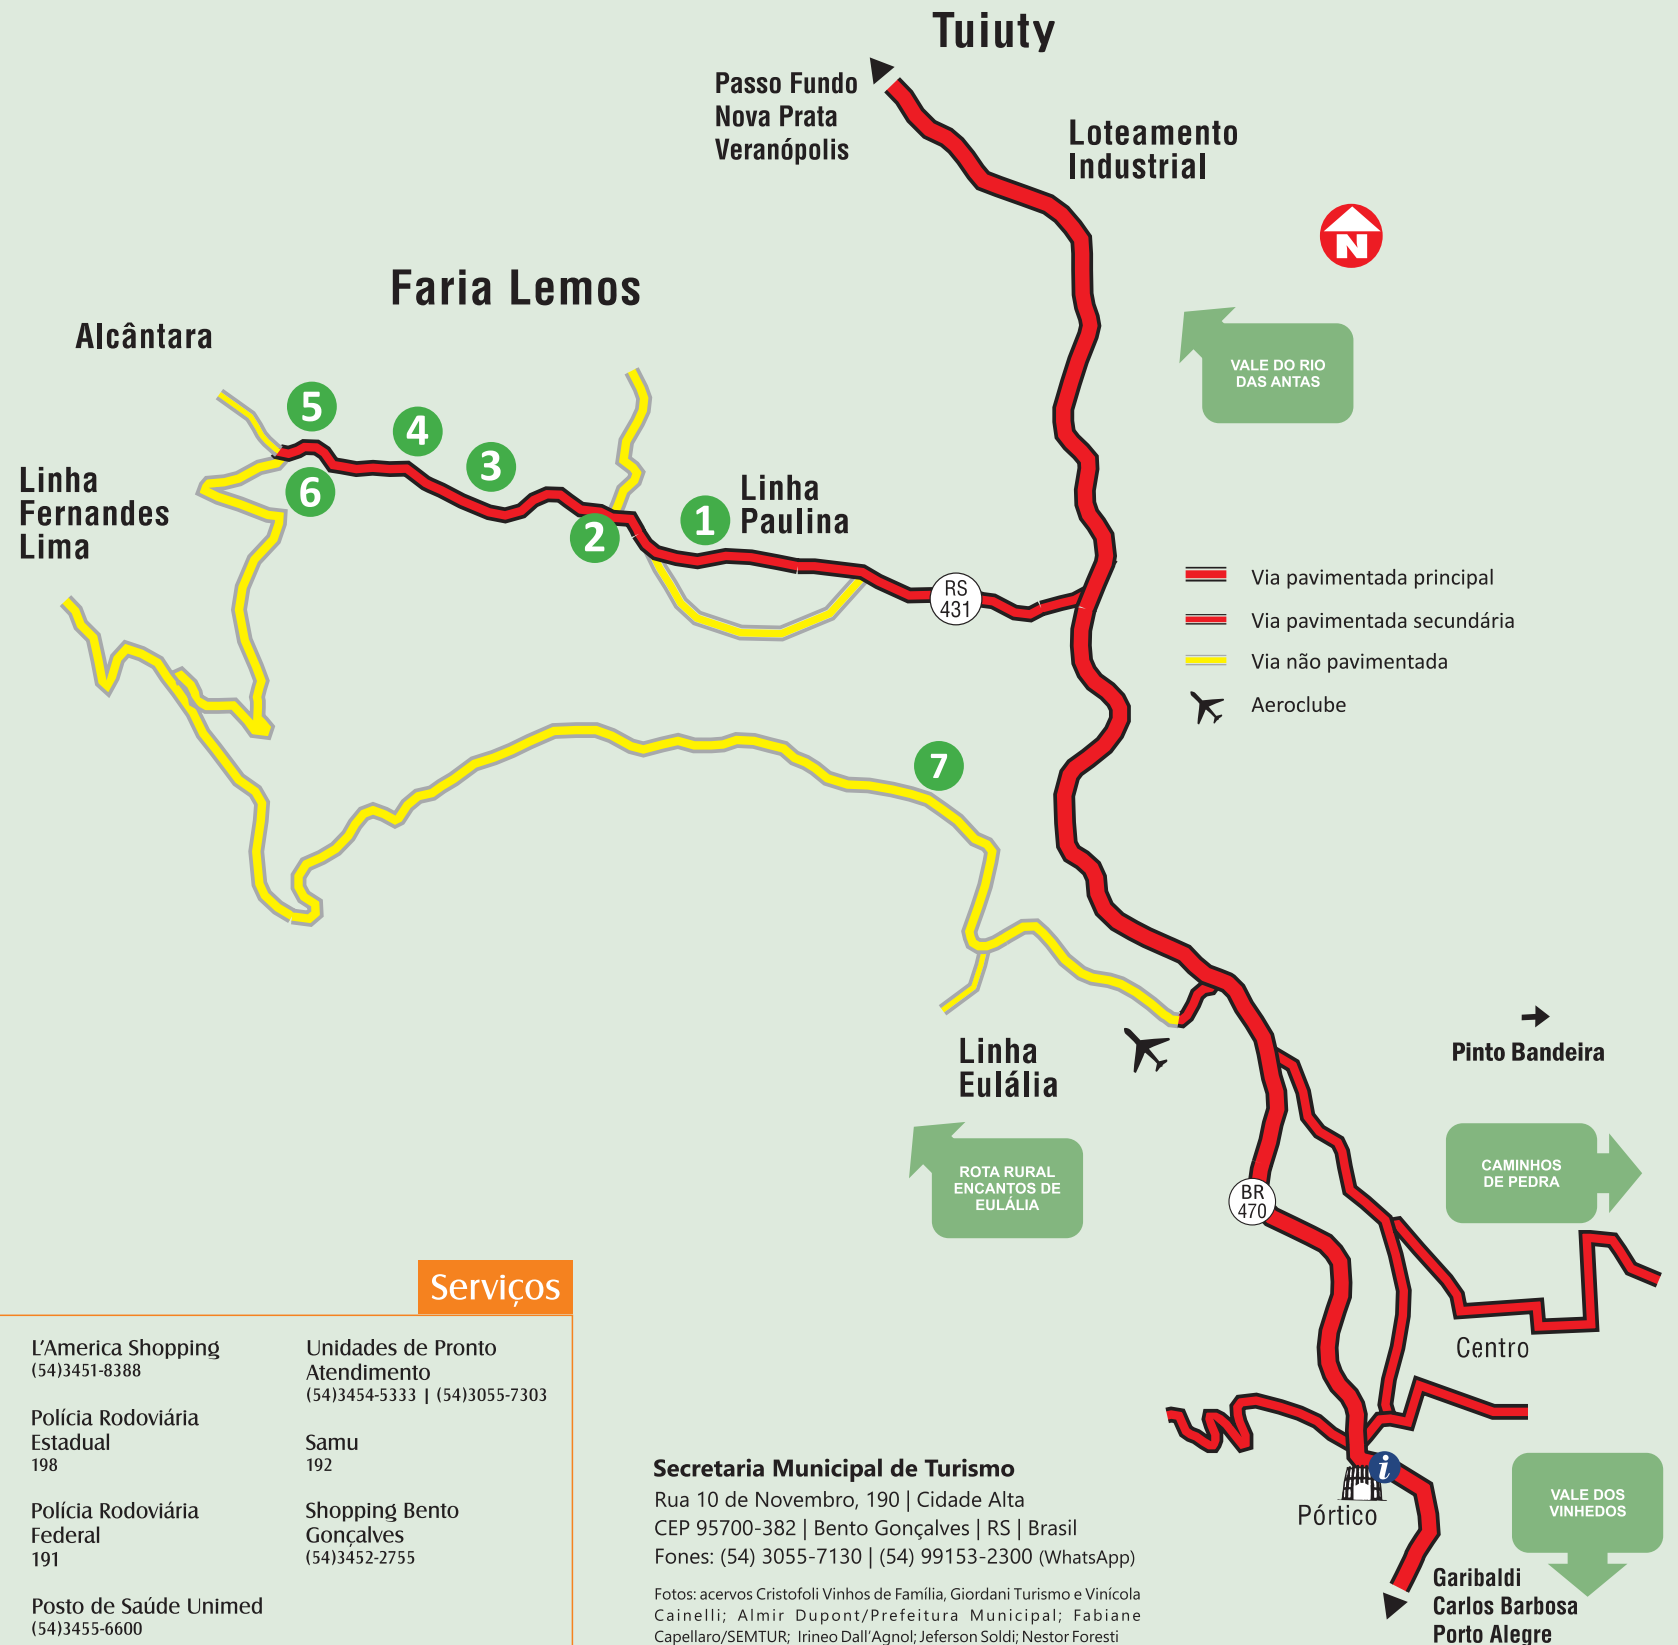 Tuiuty
Passo Fundo
Nova Prata
Veranópolis
Loteamento
Industrial
N
Faria Lemos
Alcântara
VALE DO RIO
DAS ANTAS
5
4
3
6
Linha
Fernandes
Lima
2
1
Linha
Paulina
RS
431
Via pavimentada principal
Via pavimentada secundária
Via não pavimentada
Aeroclube
7
Linha
Eulália
Pinto Bandeira
ROTA RURAL
ENCANTOS DE
EULÁLIA
CAMINHOS
DE PEDRA
BR
470
Centro
Pórtico
i
VALE DOS
VINHEDOS
Garibaldi
Carlos Barbosa
Porto Alegre
Serviços
L'America Shopping
(54)3451-8388
Polícia Rodoviária
Estadual
198
Polícia Rodoviária
Federal
191
Posto de Saúde Unimed
(54)3455-6600
Unidades de Pronto
Atendimento
(54)3454-5333 | (54)3055-7303
Samu
192
Shopping Bento
Gonçalves
(54)3452-2755
Secretaria Municipal de Turismo
Rua 10 de Novembro, 190 | Cidade Alta
CEP 95700-382 | Bento Gonçalves | RS | Brasil
Fones: (54) 3055-7130 | (54) 99153-2300 (WhatsApp)
Fotos: acervos Cristofoli Vinhos de Família, Giordani Turismo e Vinícola
Cainelli; Almir Dupont/Prefeitura Municipal; Fabiane
Capellaro/SEMTUR; Irineo Dall'Agnol; Jeferson Soldi; Nestor Foresti